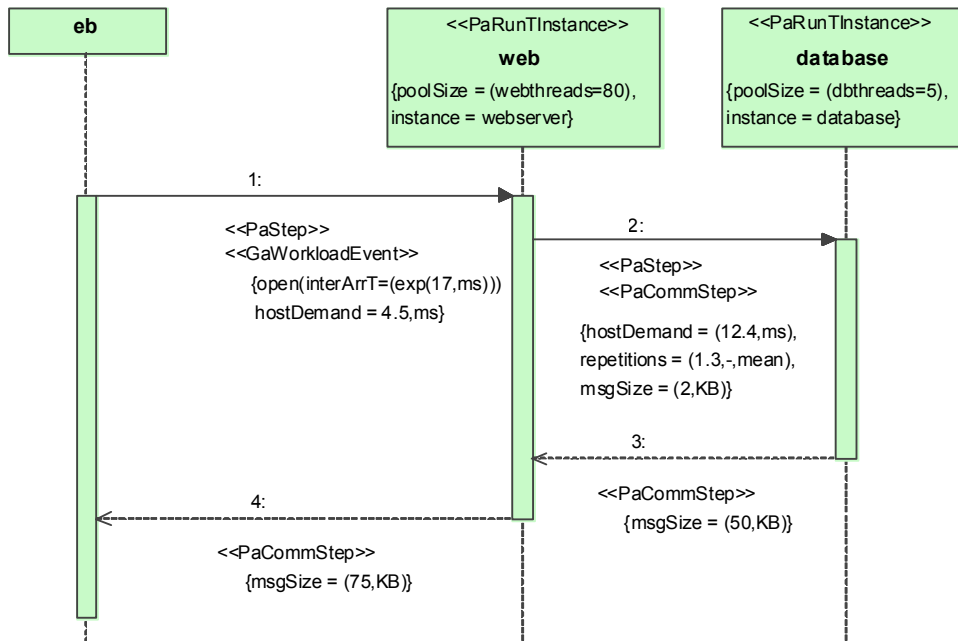 eb
<<PaRunTInstance>>
web
{poolSize = (webthreads=80),
instance = webserver}
<<PaRunTInstance>>
database
{poolSize = (dbthreads=5),
instance = database}
1:
<<PaStep>>
<<GaWorkloadEvent>>
{open(interArrT=(exp(17,ms)))
hostDemand = 4.5,ms}
2:
<<PaStep>>
<<PaCommStep>>
{hostDemand = (12.4,ms),
repetitions = (1.3,-,mean),
msgSize = (2,KB)}
3:
<<PaCommStep>>
{msgSize = (50,KB)}
4:
<<PaCommStep>>
{msgSize = (75,KB)}